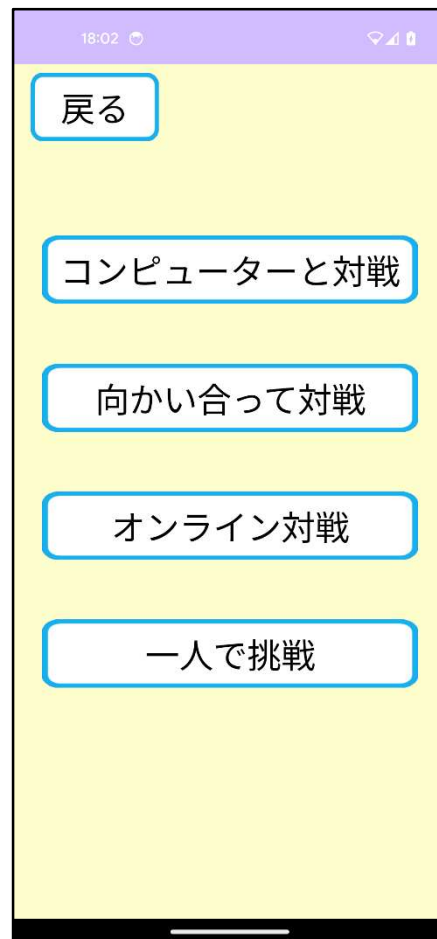 18:02
戻る
コンピューターと対戦
向かい合って対戦
オンライン対戦
一人で挑戦